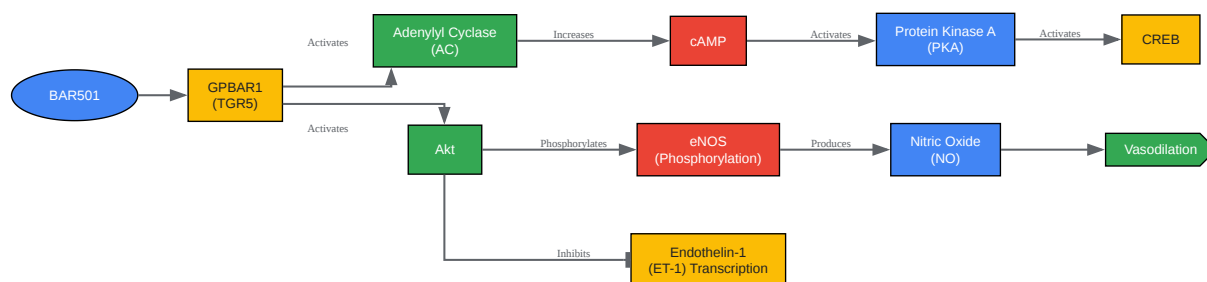 BAR501
GPBAR1
(TGR5)
Activates
Adenylyl Cyclase
(AC)
Increases
cAMP
Activates
Protein Kinase A
(PKA)
Activates
CREB
Activates
Akt
Phosphorylates
eNOS
(Phosphorylation)
Produces
Nitric Oxide
(NO)
Vasodilation
Inhibits
Endothelin-1
(ET-1) Transcription